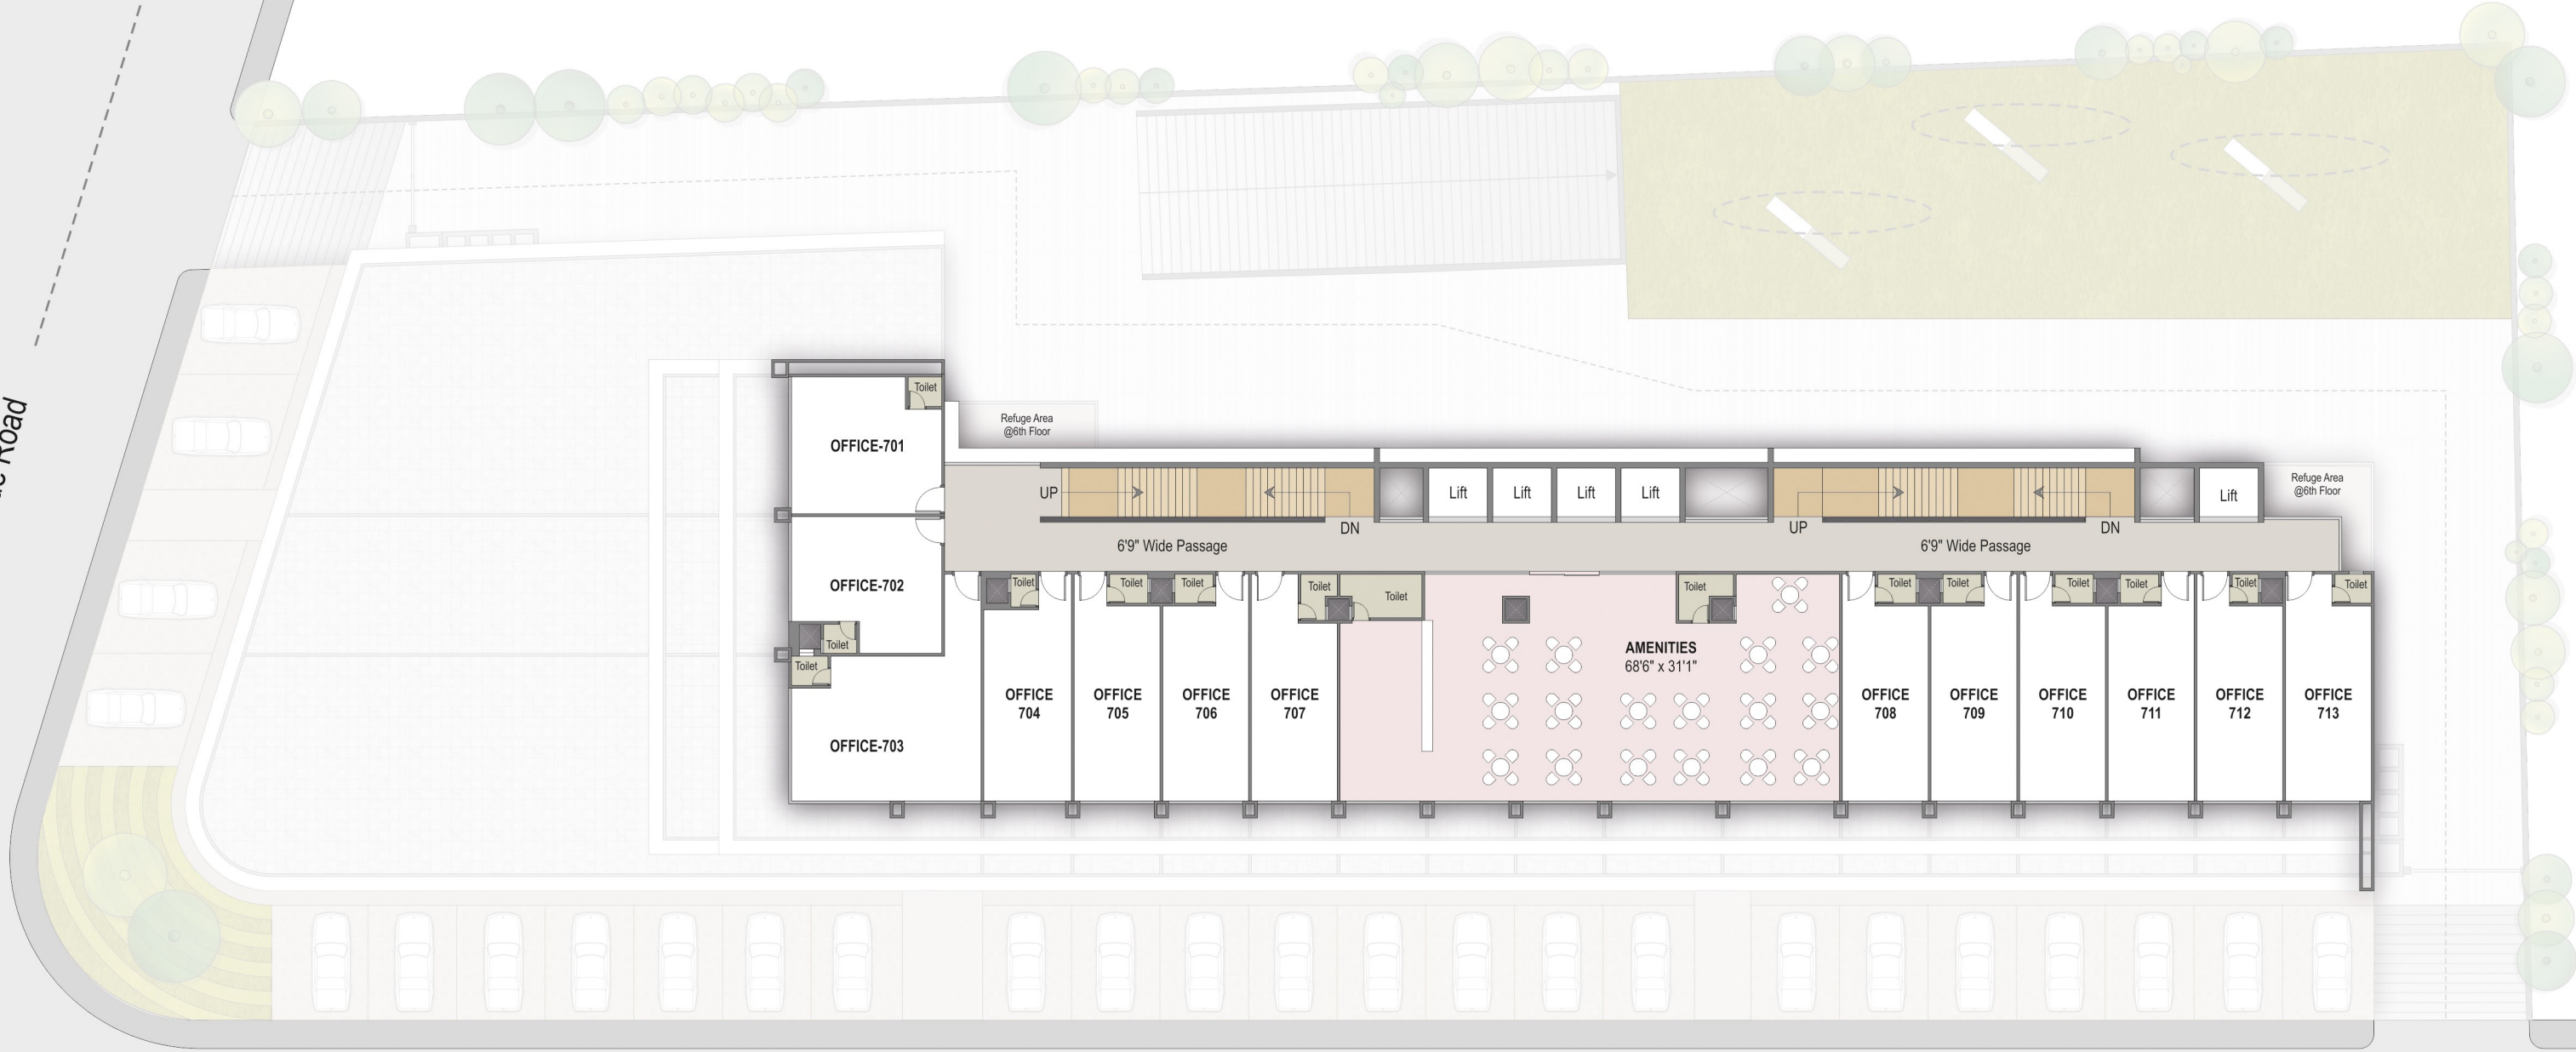 Road
Toilet
OFFICE-701
Refuge Area
@6th Floor
UP
DN
Lift
Lift
Lift
Lift
UP
DN
Lift
Refuge Area
@6th Floor
6'9" Wide Passage
6'9" Wide Passage
OFFICE-702
Toilet
Toilet
OFFICE-703
Toilet
OFFICE
704
Toilet
OFFICE
705
Toilet
OFFICE
706
Toilet
OFFICE
707
Toilet
Toilet
AMENITIES
68'6" x 31'1"
Toilet
OFFICE
708
Toilet
OFFICE
709
Toilet
OFFICE
710
Toilet
OFFICE
711
Toilet
OFFICE
712
Toilet
OFFICE
713